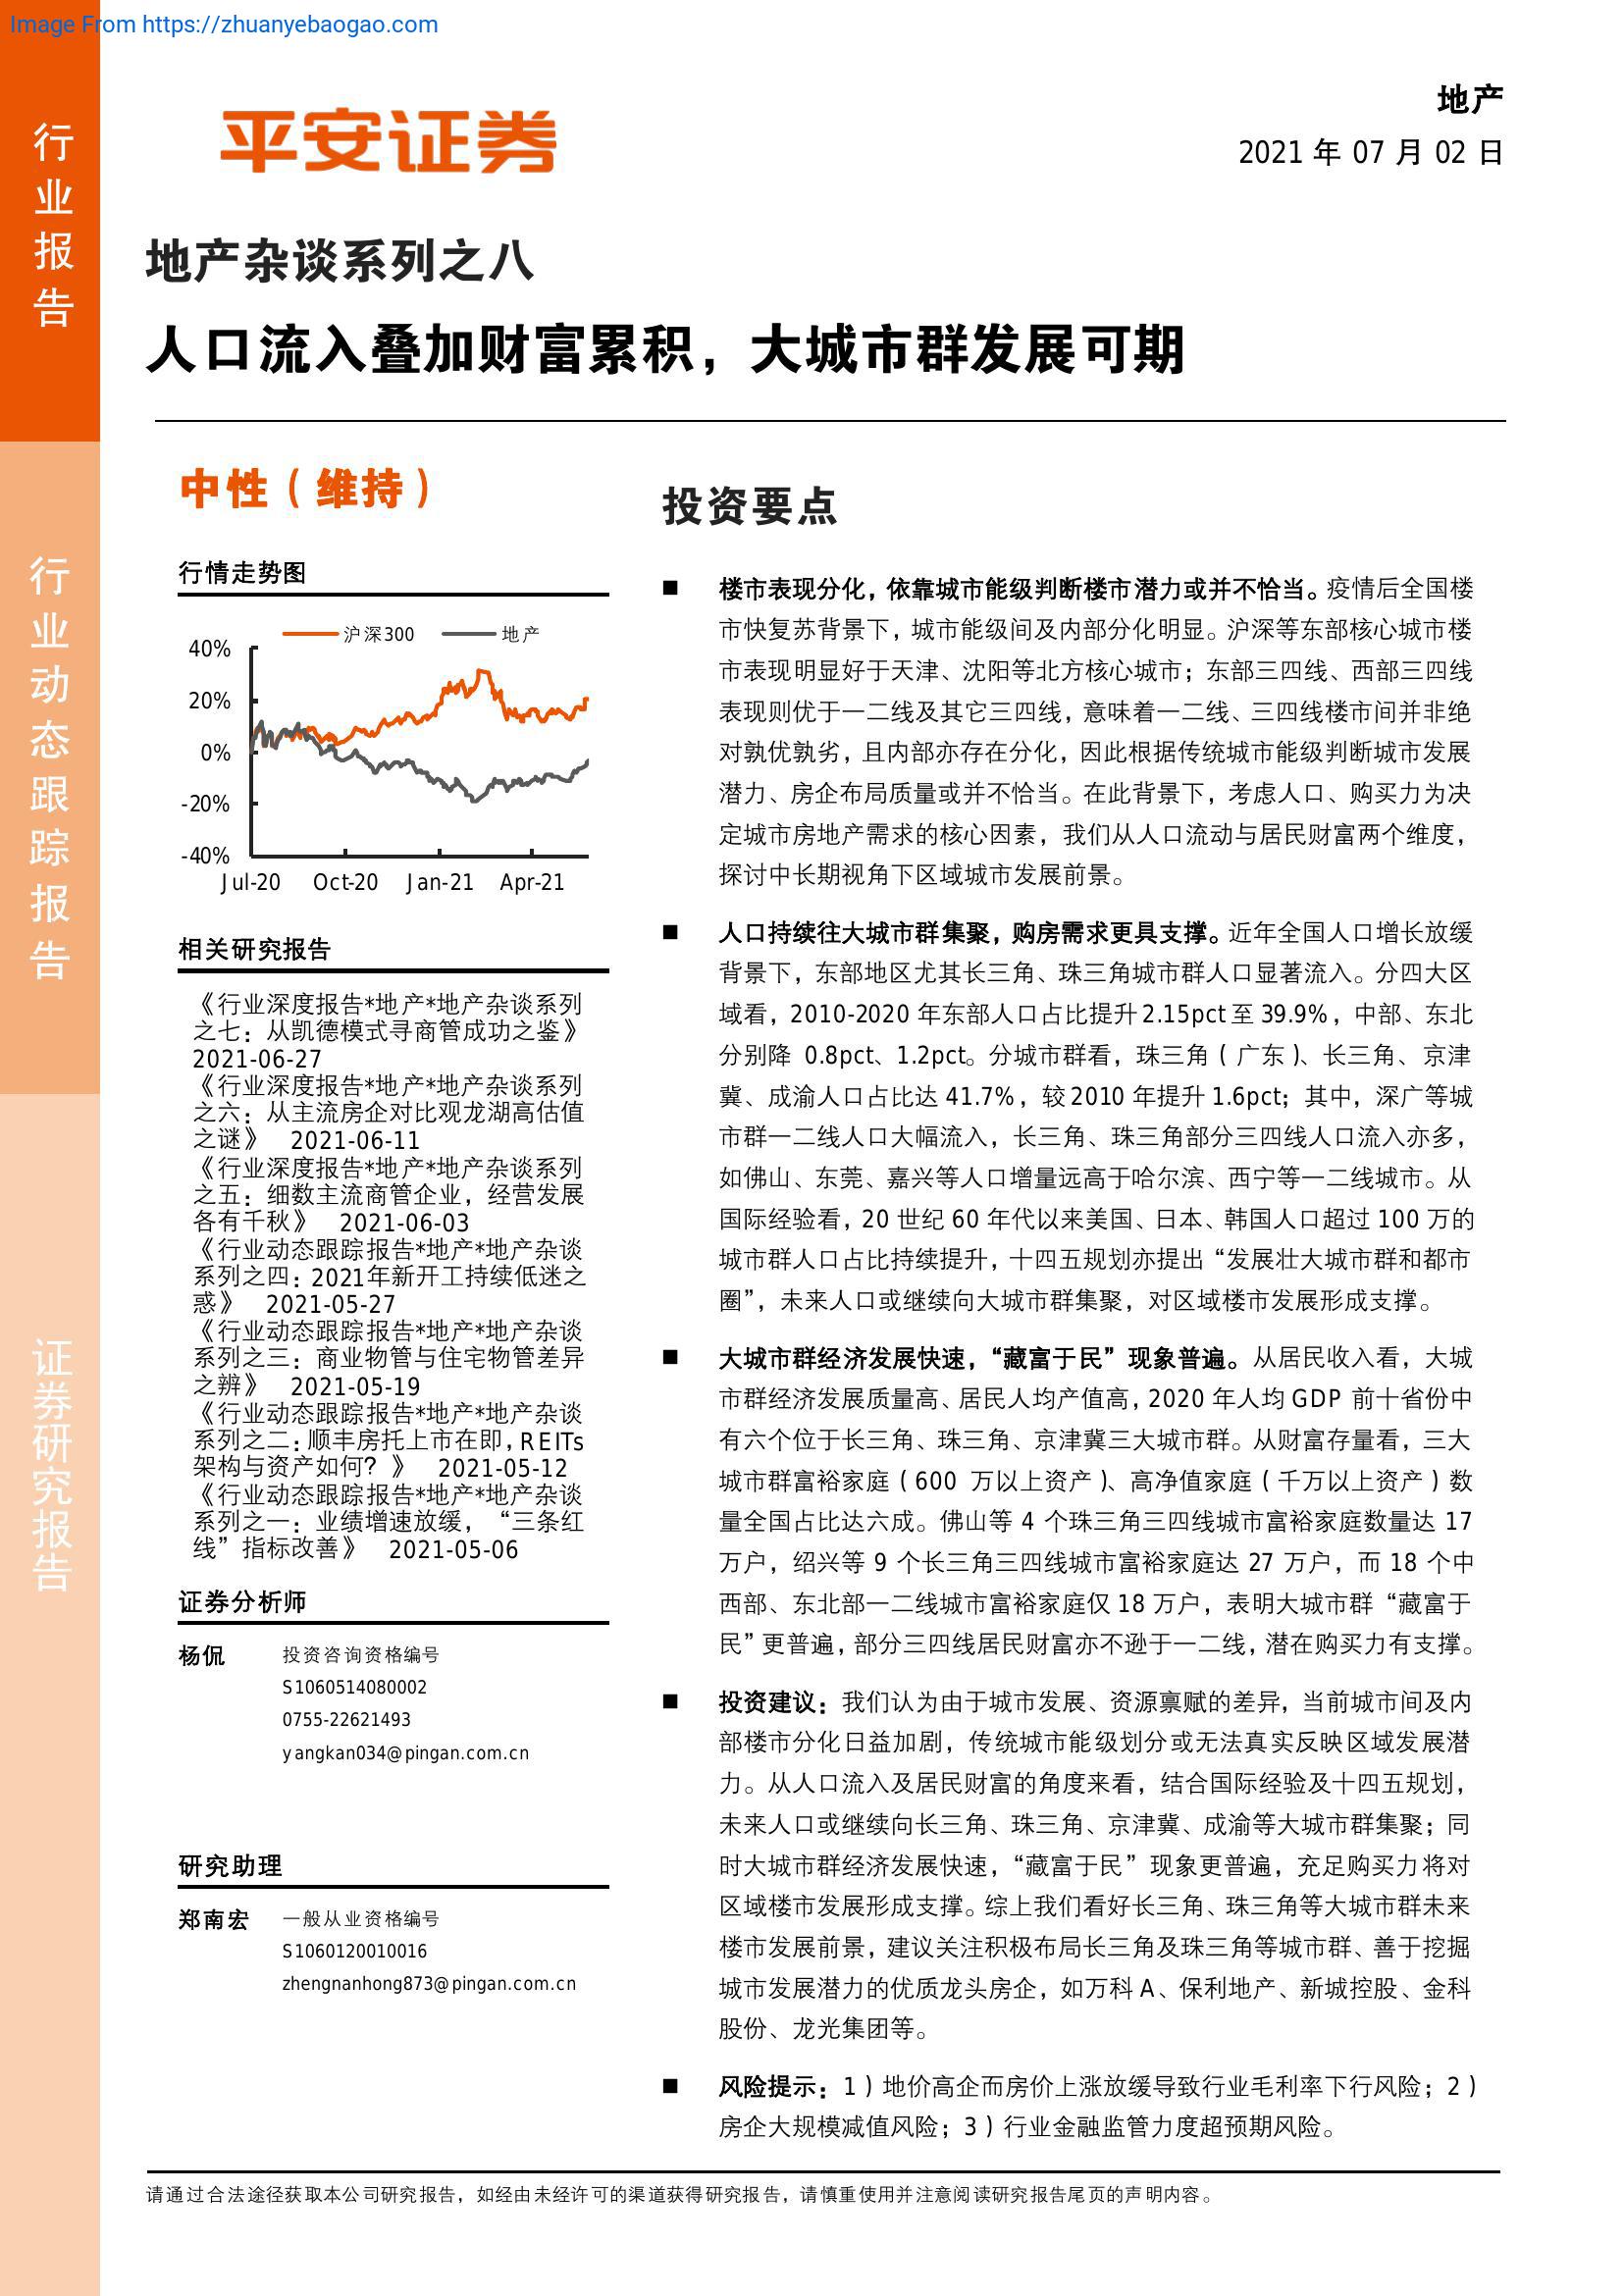 Image From https://zhuanyebaogao.com
行业报告
行业动态跟踪报告
证券研究报告
平安证券
地产
2021 年 07 月 02 日
地产杂谈系列之八
人口流入叠加财富累积，大城市群发展可期
中性（维持）
行情走势图
沪深300 地产
40%
20%
0%
-20%
-40%
Jul-20 Oct-20 Jan-21 Apr-21
相关研究报告
《行业深度报告*地产*地产杂谈系列
之七：从凯德模式寻商管成功之鉴》
2021-06-27
《行业深度报告*地产*地产杂谈系列
之六：从主流房企对比观龙湖高估值
之谜》 2021-06-11
《行业深度报告*地产*地产杂谈系列
之五：细数主流商管企业，经营发展
各有千秋》 2021-06-03
《行业动态跟踪报告*地产*地产杂谈
系列之四：2021年新开工持续低迷之
惑》 2021-05-27
《行业动态跟踪报告*地产*地产杂谈
系列之三：商业物管与住宅物管差异
之辨》 2021-05-19
《行业动态跟踪报告*地产*地产杂谈
系列之二：顺丰房托上市在即，REITs
架构与资产如何？》 2021-05-12
《行业动态跟踪报告*地产*地产杂谈
系列之一：业绩增速放缓，“三条红
线”指标改善》 2021-05-06
证券分析师
杨侃 投资咨询资格编号
S1060514080002
0755-22621493
yangkan034@pingan.com.cn
研究助理
郑南宏 一般从业资格编号
S1060120010016
zhengnanhong873@pingan.com.cn
投资要点
■ 楼市表现分化，依靠城市能级判断楼市潜力或并不恰当。疫情后全国楼
市快复苏背景下，城市能级间及内部分化明显。沪深等东部核心城市楼
市表现明显好于天津、沈阳等北方核心城市；东部三四线、西部三四线
表现则优于一二线及其它三四线，意味着一二线、三四线楼市间并非绝
对孰优孰劣，且内部亦存在分化，因此根据传统城市能级判断城市发展
潜力、房企布局质量或并不恰当。在此背景下，考虑人口、购买力为决
定城市房地产需求的核心因素，我们从人口流动与居民财富两个维度，
探讨中长期视角下区域城市发展前景。
■ 人口持续往大城市群集聚，购房需求更具支撑。近年全国人口增长放缓
背景下，东部地区尤其长三角、珠三角城市群人口显著流入。分四大区
域看，2010-2020 年东部人口占比提升 2.15pct 至 39.9%，中部、东北
分别降 0.8pct、1.2pct。分城市群看，珠三角（广东）、长三角、京津
冀、成渝人口占比达 41.7%，较 2010 年提升 1.6pct；其中，深广等城
市群一二线人口大幅流入，长三角、珠三角部分三四线人口流入亦多，
如佛山、东莞、嘉兴等人口增量远高于哈尔滨、西宁等一二线城市。从
国际经验看，20 世纪 60 年代以来美国、日本、韩国人口超过 100 万的
城市群人口占比持续提升，十四五规划亦提出“发展壮大城市群和都市
圈”，未来人口或继续向大城市群集聚，对区域楼市发展形成支撑。
■ 大城市群经济发展快速，“藏富于民”现象普遍。从居民收入看，大城
市群经济发展质量高、居民人均产值高，2020 年人均 GDP 前十省份中
有六个位于长三角、珠三角、京津冀三大城市群。从财富存量看，三大
城市群富裕家庭（600 万以上资产）、高净值家庭（千万以上资产）数
量全国占比达六成。佛山等 4 个珠三角三四线城市富裕家庭数量达 17
万户，绍兴等 9 个长三角三四线城市富裕家庭达 27 万户，而 18 个中
西部、东北部一二线城市富裕家庭仅 18 万户，表明大城市群“藏富于
民”更普遍，部分三四线居民财富亦不逊于一二线，潜在购买力有支撑。
■ 投资建议：我们认为由于城市发展、资源禀赋的差异，当前城市间及内
部楼市分化日益加剧，传统城市能级划分或无法真实反映区域发展潜
力。从人口流入及居民财富的角度来看，结合国际经验及十四五规划，
未来人口或继续向长三角、珠三角、京津冀、成渝等大城市群集聚；同
时大城市群经济发展快速，“藏富于民”现象更普遍，充足购买力将对
区域楼市发展形成支撑。综上我们看好长三角、珠三角等大城市群未来
楼市发展前景，建议关注积极布局长三角及珠三角等城市群、善于挖掘
城市发展潜力的优质龙头房企，如万科 A、保利地产、新城控股、金科
股份、龙光集团等。
■ 风险提示：1）地价高企而房价上涨放缓导致行业毛利率下行风险；2）
房企大规模减值风险；3）行业金融监管力度超预期风险。
请通过合法途径获取本公司研究报告，如经由未经许可的渠道获得研究报告，请慎重使用并注意阅读研究报告尾页的声明内容。